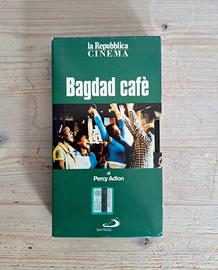 la Repubblica
CINEMA
Bagdad cafè
di
Percy Adlon
SAN PAOLO